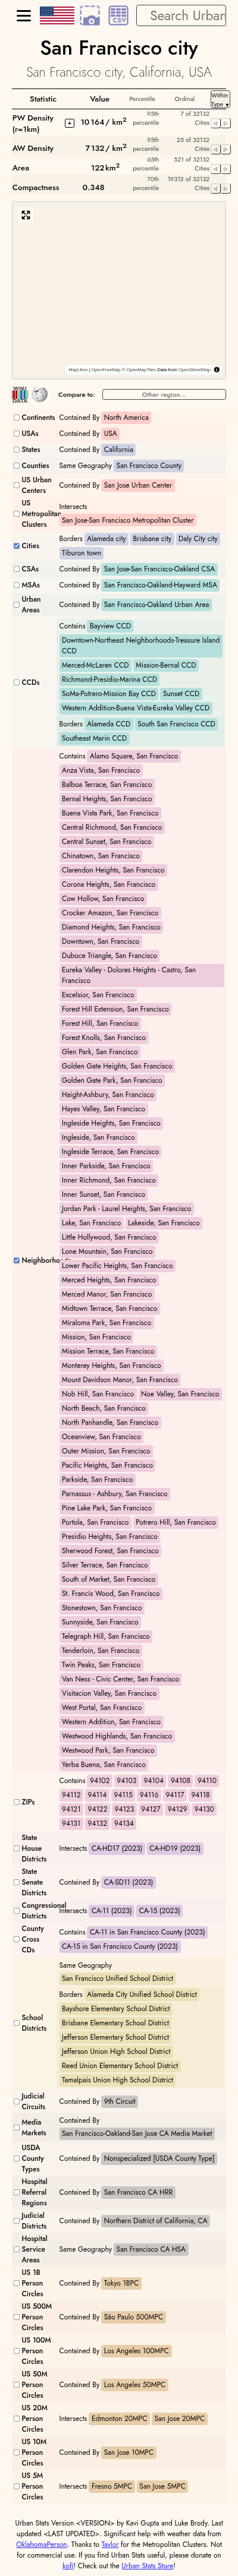 CSV
Search Urban
San Francisco city
San Francisco city, California, USA
Statistic Value Percentile Ordinal Within Type ▼
PW Density (r=1km) + 10 164 / km2 95th percentile 7 of 32132 Cities ◁ ▷
AW Density 7 132 / km2 95th percentile 25 of 32132 Cities ◁ ▷
Area 122 km2 65th percentile 521 of 32132 Cities ◁ ▷
Compactness 0.348 70th percentile 19312 of 32132 Cities ◁ ▷
MapLibre | OpenFreeMap © OpenMapTiles Data from OpenStreetMap
WIKI DATA
Compare to: Other region...
Continents Contained By North America
USAs Contained By USA
States Contained By California
Counties Same Geography San Francisco County
US Urban Centers Contained By San Jose Urban Center
US Metropolitan Clusters Intersects San Jose-San Francisco Metropolitan Cluster
Cities Borders Alameda city Brisbane city Daly City city
Tiburon town
CSAs Contained By San Jose-San Francisco-Oakland CSA
MSAs Contained By San Francisco-Oakland-Hayward MSA
Urban Areas Contained By San Francisco-Oakland Urban Area
CCDs Contains Bayview CCD
Downtown-Northeast Neighborhoods-Treasure Island CCD
Merced-McLaren CCD Mission-Bernal CCD
Richmond-Presidio-Marina CCD
SoMa-Potrero-Mission Bay CCD Sunset CCD
Western Addition-Buena Vista-Eureka Valley CCD
Borders Alameda CCD South San Francisco CCD
Southeast Marin CCD
Neighborhoods Contains Alamo Square, San Francisco
Anza Vista, San Francisco
Balboa Terrace, San Francisco
Bernal Heights, San Francisco
Buena Vista Park, San Francisco
Central Richmond, San Francisco
Central Sunset, San Francisco
Chinatown, San Francisco
Clarendon Heights, San Francisco
Corona Heights, San Francisco
Cow Hollow, San Francisco
Crocker Amazon, San Francisco
Diamond Heights, San Francisco
Downtown, San Francisco
Duboce Triangle, San Francisco
Eureka Valley - Dolores Heights - Castro, San Francisco
Excelsior, San Francisco
Forest Hill Extension, San Francisco
Forest Hill, San Francisco
Forest Knolls, San Francisco
Glen Park, San Francisco
Golden Gate Heights, San Francisco
Golden Gate Park, San Francisco
Haight-Ashbury, San Francisco
Hayes Valley, San Francisco
Ingleside Heights, San Francisco
Ingleside, San Francisco
Ingleside Terrace, San Francisco
Inner Parkside, San Francisco
Inner Richmond, San Francisco
Inner Sunset, San Francisco
Jordan Park - Laurel Heights, San Francisco
Lake, San Francisco Lakeside, San Francisco
Little Hollywood, San Francisco
Lone Mountain, San Francisco
Lower Pacific Heights, San Francisco
Merced Heights, San Francisco
Merced Manor, San Francisco
Midtown Terrace, San Francisco
Miraloma Park, San Francisco
Mission, San Francisco
Mission Terrace, San Francisco
Monterey Heights, San Francisco
Mount Davidson Manor, San Francisco
Nob Hill, San Francisco Noe Valley, San Francisco
North Beach, San Francisco
North Panhandle, San Francisco
Oceanview, San Francisco
Outer Mission, San Francisco
Pacific Heights, San Francisco
Parkside, San Francisco
Parnassus - Ashbury, San Francisco
Pine Lake Park, San Francisco
Portola, San Francisco Potrero Hill, San Francisco
Presidio Heights, San Francisco
Sherwood Forest, San Francisco
Silver Terrace, San Francisco
South of Market, San Francisco
St. Francis Wood, San Francisco
Stonestown, San Francisco
Sunnyside, San Francisco
Telegraph Hill, San Francisco
Tenderloin, San Francisco
Twin Peaks, San Francisco
Van Ness - Civic Center, San Francisco
Visitacion Valley, San Francisco
West Portal, San Francisco
Western Addition, San Francisco
Westwood Highlands, San Francisco
Westwood Park, San Francisco
Yerba Buena, San Francisco
ZIPs Contains 94102 94103 94104 94108 94110
94112 94114 94115 94116 94117 94118
94121 94122 94123 94127 94129 94130
94131 94132 94134
State House Districts Intersects CA-HD17 (2023) CA-HD19 (2023)
State Senate Districts Contained By CA-SD11 (2023)
Congressional Districts Intersects CA-11 (2023) CA-15 (2023)
County Cross CDs Contains CA-11 in San Francisco County (2023)
CA-15 in San Francisco County (2023)
School Districts Same Geography
San Francisco Unified School District
Borders Alameda City Unified School District
Bayshore Elementary School District
Brisbane Elementary School District
Jefferson Elementary School District
Jefferson Union High School District
Reed Union Elementary School District
Tamalpais Union High School District
Judicial Circuits Contained By 9th Circuit
Media Markets Contained By
San Francisco-Oakland-San Jose CA Media Market
USDA County Types Contained By Nonspecialized [USDA County Type]
Hospital Referral Regions Contained By San Francisco CA HRR
Judicial Districts Contained By Northern District of California, CA
Hospital Service Areas Same Geography San Francisco CA HSA
US 1B Person Circles Contained By Tokyo 1BPC
US 500M Person Circles Contained By São Paulo 500MPC
US 100M Person Circles Contained By Los Angeles 100MPC
US 50M Person Circles Contained By Los Angeles 50MPC
US 20M Person Circles Intersects Edmonton 20MPC San Jose 20MPC
US 10M Person Circles Contained By San Jose 10MPC
US 5M Person Circles Intersects Fresno 5MPC San Jose 5MPC
Urban Stats Version <VERSION> by Kavi Gupta and Luke Brody. Last
updated <LAST UPDATED>. Significant help with weather data from
OklahomaPerson. Thanks to Taylor for the Metropolitan Clusters. Not
for commercial use. If you find Urban Stats useful, please donate on
kofi! Check out the Urban Stats Store!